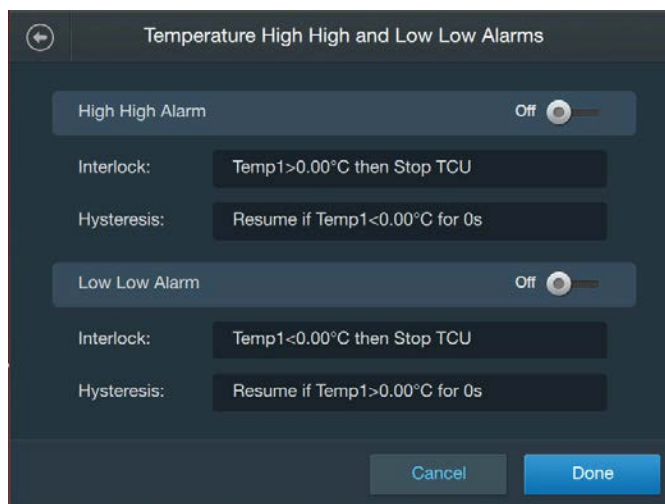 Temperature High High and Low Low Alarms
High High Alarm Off
Interlock: Temp1>0.00°C then Stop TCU
Hysteresis: Resume if Temp1<0.00°C for 0s
Low Low Alarm Off
Interlock: Temp1<0.00°C then Stop TCU
Hysteresis: Resume if Temp1>0.00°C for 0s
Cancel Done